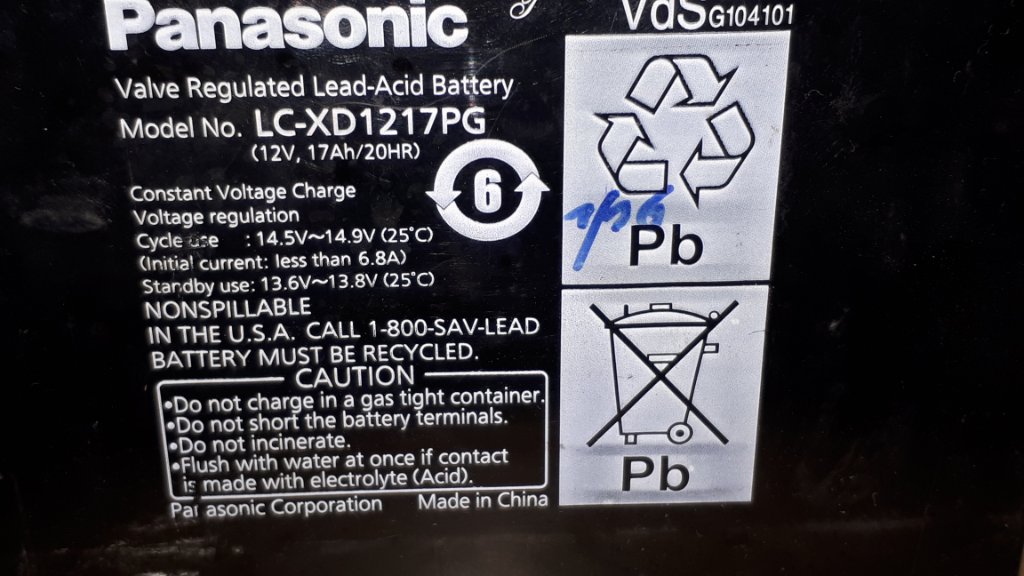 Panasonic
VdS G104101
Valve Regulated Lead-Acid Battery
Model No. LC-XD1217PG
(12V, 17Ah/20HR)
6
Constant Voltage Charge
Voltage regulation
Cycle use : 14.5V~14.9V (25°C)
(Initial current: less than 6.8A)
Standby use: 13.6V~13.8V (25°C)
NONSPILLABLE
IN THE U.S.A. CALL 1-800-SAV-LEAD
BATTERY MUST BE RECYCLED.
CAUTION
•Do not charge in a gas tight container.
•Do not short the battery terminals.
•Do not incinerate.
•Flush with water at once if contact
is made with electrolyte (Acid).
Panasonic Corporation Made in China
Pb
Pb